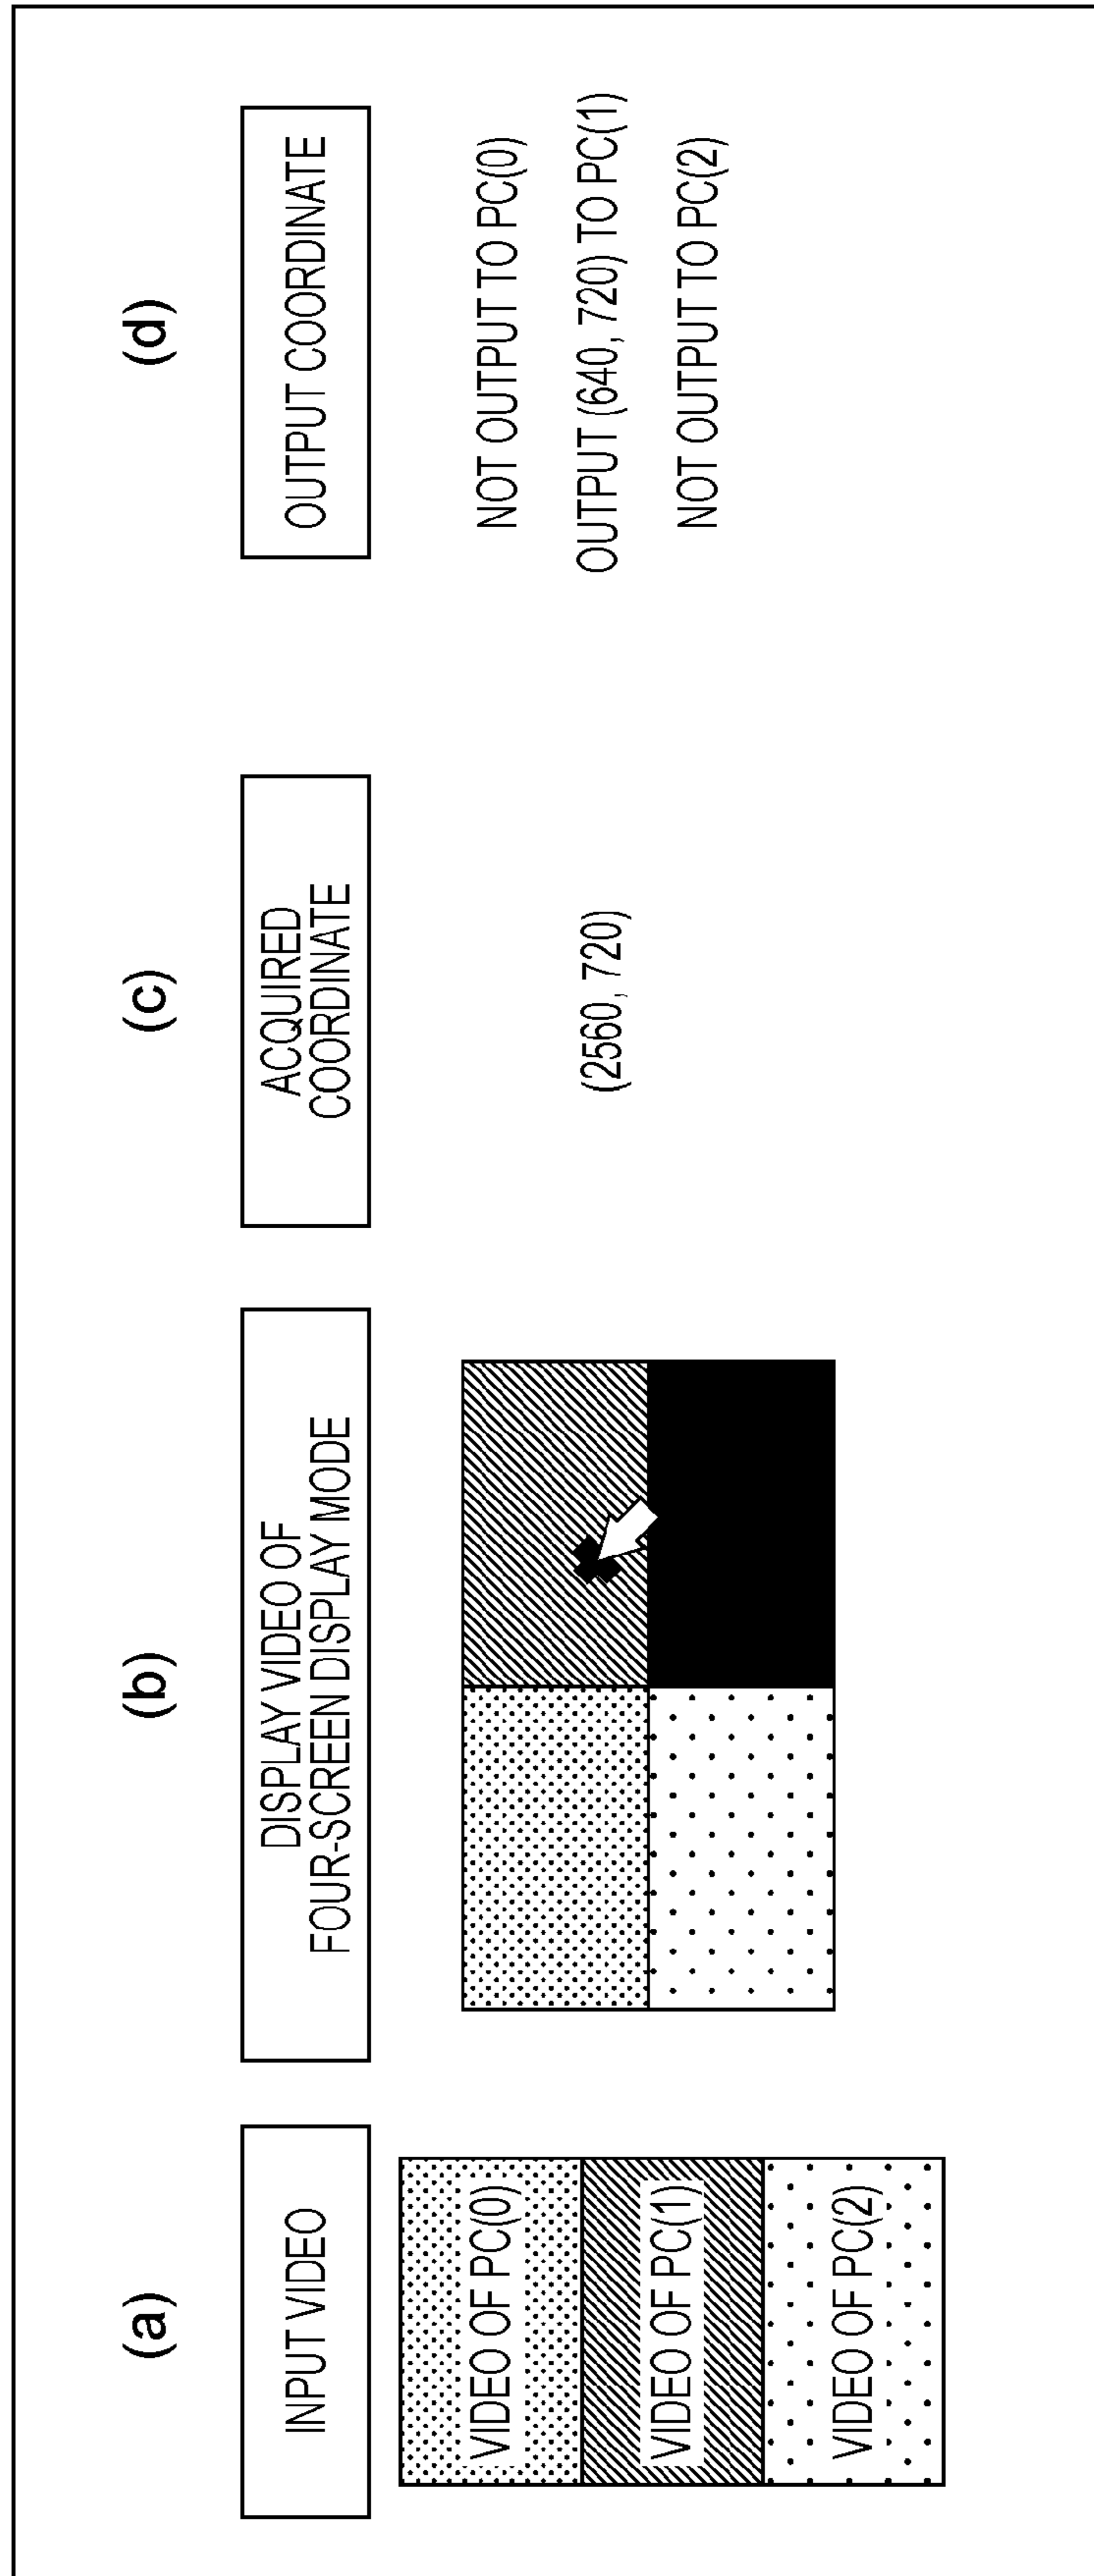 (a)
INPUT VIDEO
VIDEO OF PC(0)
VIDEO OF PC(1)
VIDEO OF PC(2)
(b)
DISPLAY VIDEO OF
FOUR-SCREEN DISPLAY MODE
(c)
ACQUIRED
COORDINATE
(2560, 720)
(d)
OUTPUT COORDINATE
NOT OUTPUT TO PC(0)
OUTPUT (640, 720) TO PC(1)
NOT OUTPUT TO PC(2)